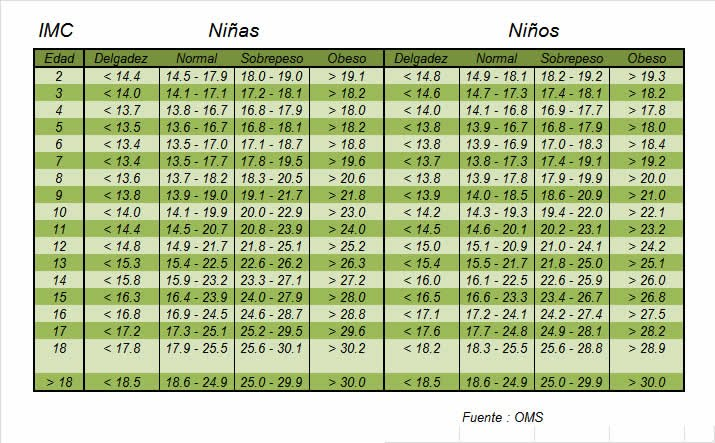 IMC Niñas Niños
Edad Delgadez Normal Sobrepeso Obeso Delgadez Normal Sobrepeso Obeso
2 < 14.4 14.5 - 17.9 18.0 - 19.0 > 19.1 < 14.8 14.9 - 18.1 18.2 - 19.2 > 19.3
3 < 14.0 14.1 - 17.1 17.2 - 18.1 > 18.2 < 14.6 14.7 - 17.3 17.4 - 18.1 > 18.2
4 < 13.7 13.8 - 16.7 16.8 - 17.9 > 18.0 < 14.0 14.1 - 16.8 16.9 - 17.7 > 17.8
5 < 13.5 13.6 - 16.7 16.8 - 18.1 > 18.2 < 13.8 13.9 - 16.7 16.8 - 17.9 > 18.0
6 < 13.4 13.5 - 17.0 17.1 - 18.7 > 18.8 < 13.8 13.9 - 16.9 17.0 - 18.3 > 18.4
7 < 13.4 13.5 - 17.7 17.8 - 19.5 > 19.6 < 13.7 13.8 - 17.3 17.4 - 19.1 > 19.2
8 < 13.6 13.7 - 18.2 18.3 - 20.5 > 20.6 < 13.8 13.9 - 17.8 17.9 - 19.9 > 20.0
9 < 13.8 13.9 - 19.0 19.1 - 21.7 > 21.8 < 13.9 14.0 - 18.5 18.6 - 20.9 > 21.0
10 < 14.0 14.1 - 19.9 20.0 - 22.9 > 23.0 < 14.2 14.3 - 19.3 19.4 - 22.0 > 22.1
11 < 14.4 14.5 - 20.7 20.8 - 23.9 > 24.0 < 14.5 14.6 - 20.1 20.2 - 23.1 > 23.2
12 < 14.8 14.9 - 21.7 21.8 - 25.1 > 25.2 < 15.0 15.1 - 20.9 21.0 - 24.1 > 24.2
13 < 15.3 15.4 - 22.5 22.6 - 26.2 > 26.3 < 15.4 15.5 - 21.7 21.8 - 25.0 > 25.1
14 < 15.8 15.9 - 23.2 23.3 - 27.1 > 27.2 < 16.0 16.1 - 22.5 22.6 - 25.9 > 26.0
15 < 16.3 16.4 - 23.9 24.0 - 27.9 > 28.0 < 16.5 16.6 - 23.3 23.4 - 26.7 > 26.8
16 < 16.8 16.9 - 24.5 24.6 - 28.7 > 28.8 < 17.1 17.2 - 24.1 24.2 - 27.4 > 27.5
17 < 17.2 17.3 - 25.1 25.2 - 29.5 > 29.6 < 17.6 17.7 - 24.8 24.9 - 28.1 > 28.2
18 < 17.8 17.9 - 25.5 25.6 - 30.1 > 30.2 < 18.2 18.3 - 25.5 25.6 - 28.8 > 28.9
> 18 < 18.5 18.6 - 24.9 25.0 - 29.9 > 30.0 < 18.5 18.6 - 24.9 25.0 - 29.9 > 30.0
Fuente : OMS